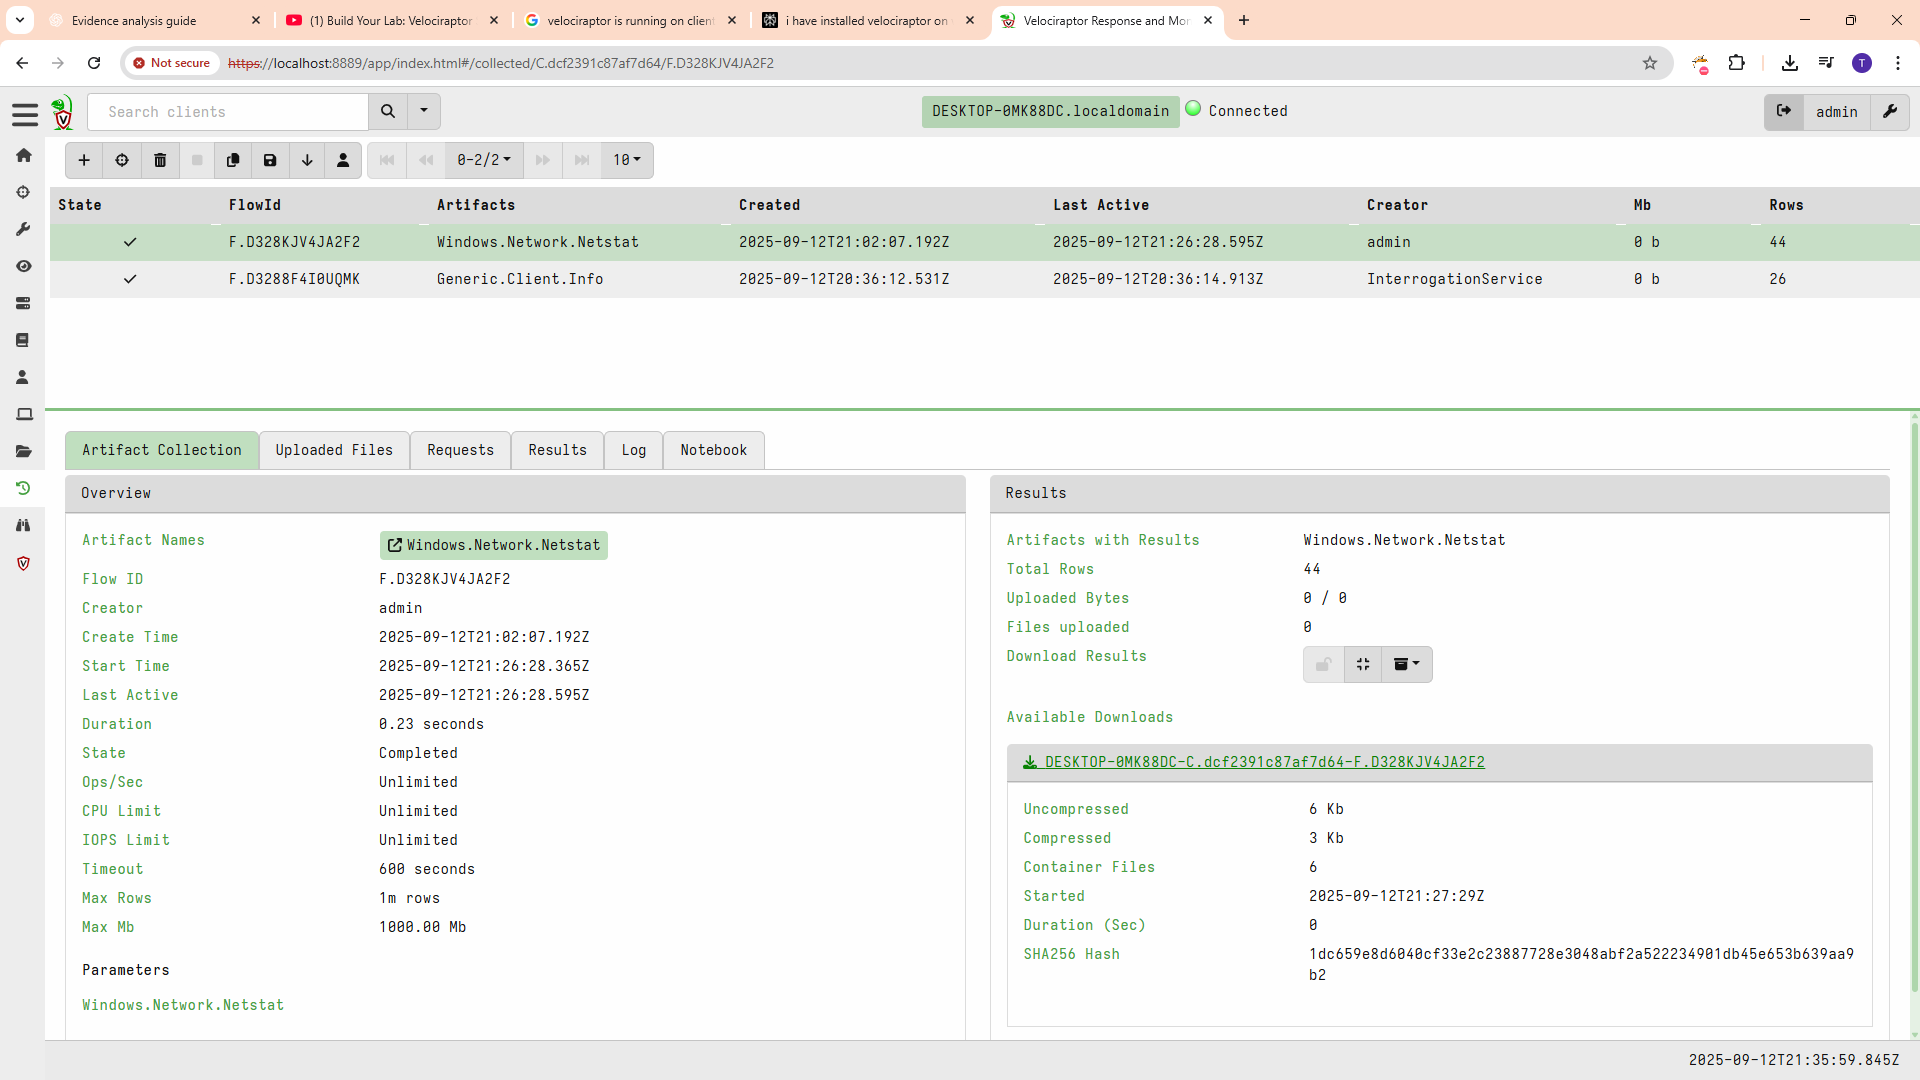 Evidence analysis guide
(1) Build Your Lab: Velociraptor
velociraptor is running on client
i have installed velociraptor on
Velociraptor Response and Mor
Not secure
https://localhost:8889/app/index.html#/collected/C.dcf2391c87af7d64/F.D328KJV4JA2F2
T
Search clients
DESKTOP-0MK88DC.localdomain
Connected
admin
0-2/2
10
State FlowId Artifacts Created Last Active Creator Mb Rows
F.D328KJV4JA2F2 Windows.Network.Netstat 2025-09-12T21:02:07.192Z 2025-09-12T21:26:28.595Z admin 0 b 44
F.D3288F4I0UQMK Generic.Client.Info 2025-09-12T20:36:12.531Z 2025-09-12T20:36:14.913Z InterrogationService 0 b 26
Artifact Collection
Uploaded Files
Requests
Results
Log
Notebook
Overview
Artifact Names Windows.Network.Netstat
Flow ID F.D328KJV4JA2F2
Creator admin
Create Time 2025-09-12T21:02:07.192Z
Start Time 2025-09-12T21:26:28.365Z
Last Active 2025-09-12T21:26:28.595Z
Duration 0.23 seconds
State Completed
Ops/Sec Unlimited
CPU Limit Unlimited
IOPS Limit Unlimited
Timeout 600 seconds
Max Rows 1m rows
Max Mb 1000.00 Mb
Parameters
Windows.Network.Netstat
Results
Artifacts with Results Windows.Network.Netstat
Total Rows 44
Uploaded Bytes 0 / 0
Files uploaded 0
Download Results
Available Downloads
DESKTOP-0MK88DC-C.dcf2391c87af7d64-F.D328KJV4JA2F2
Uncompressed 6 Kb
Compressed 3 Kb
Container Files 6
Started 2025-09-12T21:27:29Z
Duration (Sec) 0
SHA256 Hash 1dc659e8d6040cf33e2c23887728e3048abf2a522234901db45e653b639aa9
b2
2025-09-12T21:35:59.845Z